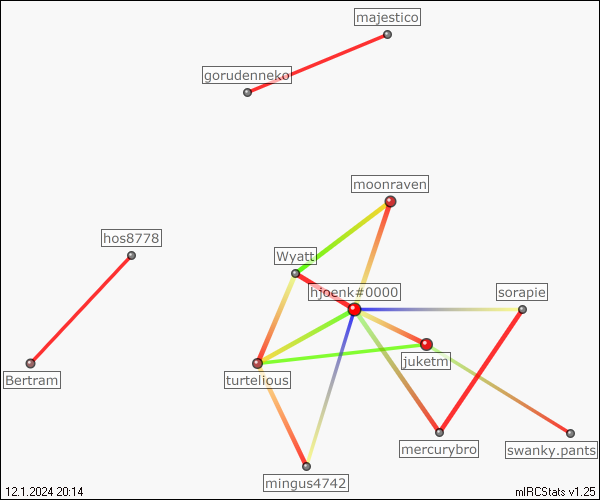 majestico
gorudenneko
moonraven
hos8778
Wyatt
hjoenk#0000
sorapie
juketm
Bertram
turtelious
mercurybro
swanky.pants
mingus4742
12.1.2024 20:14
mIRCStats v1.25